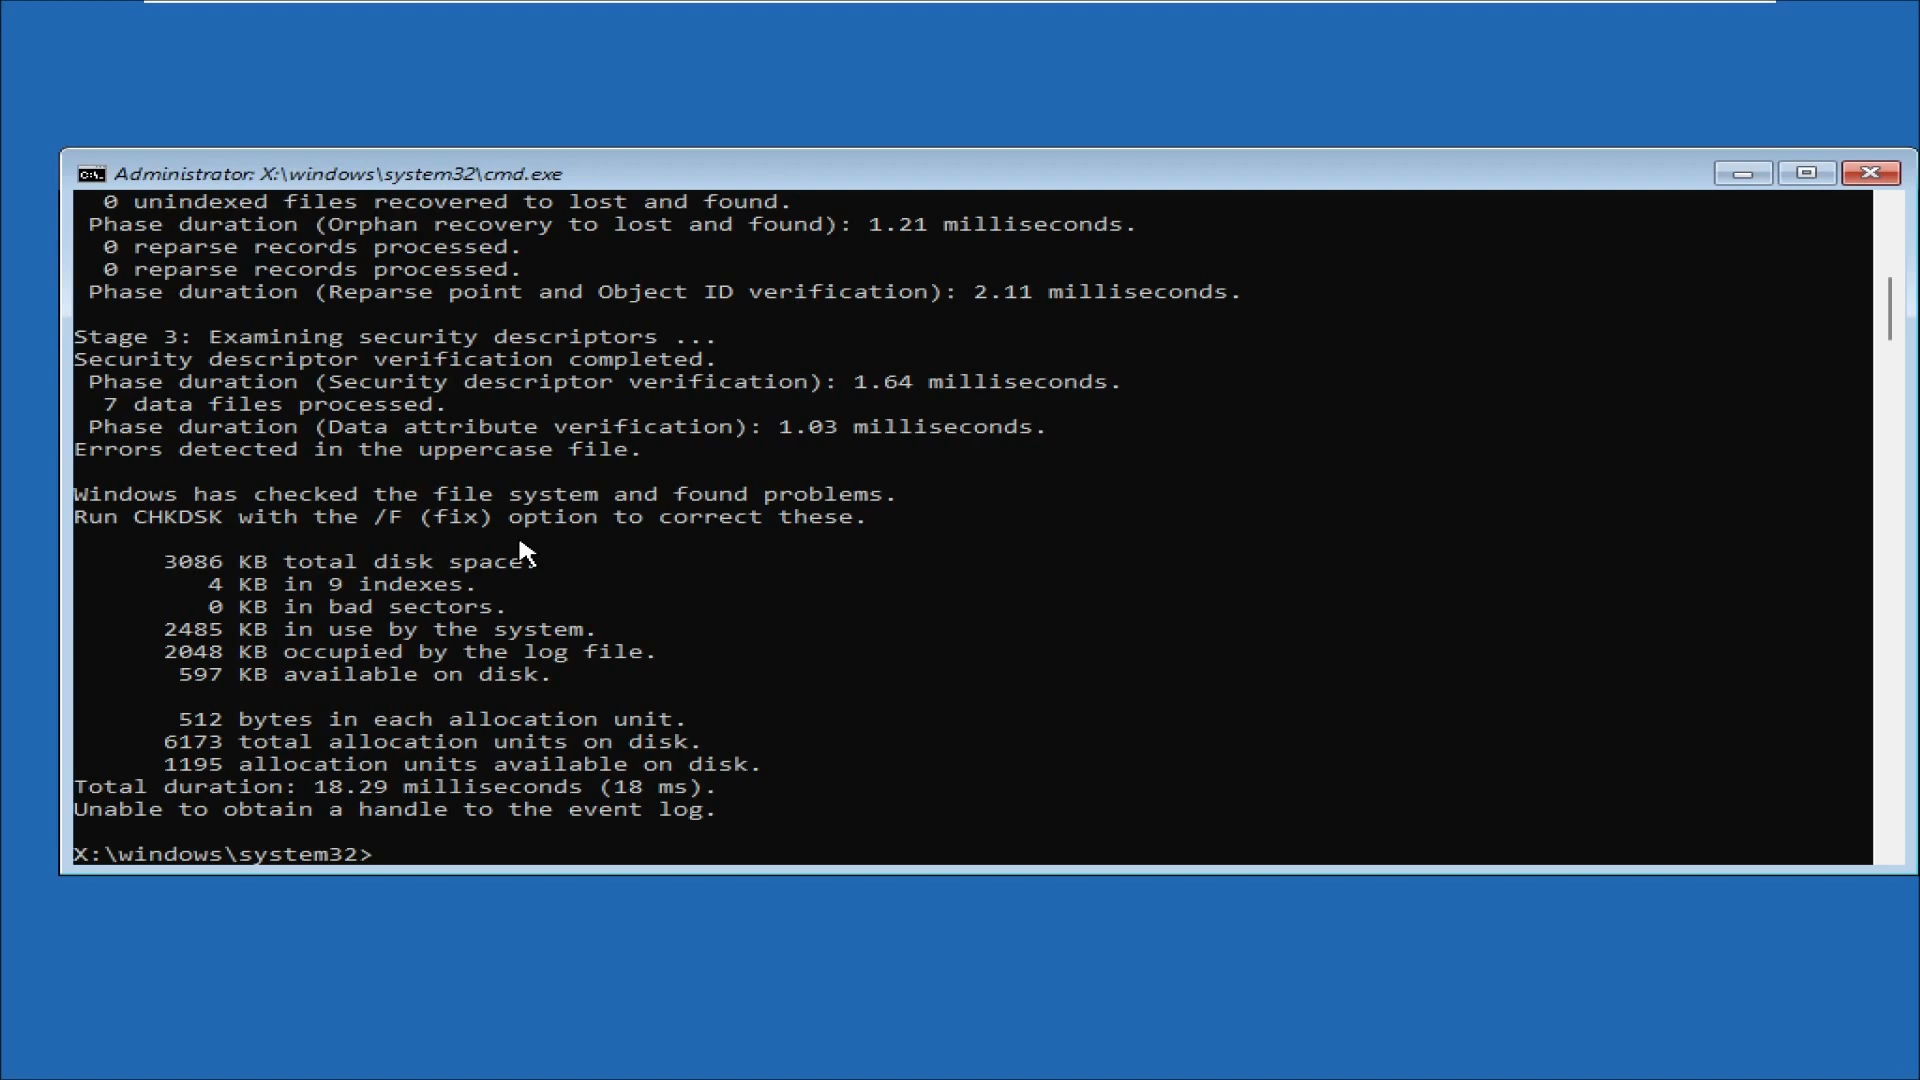 Administrator: X:\windows\system32\cmd.exe
0 unindexed files recovered to lost and found.
Phase duration (Orphan recovery to lost and found): 1.21 milliseconds.
0 reparse records processed.
0 reparse records processed.
Phase duration (Reparse point and Object ID verification): 2.11 milliseconds.
Stage 3: Examining security descriptors ...
Security descriptor verification completed.
Phase duration (Security descriptor verification): 1.64 milliseconds.
7 data files processed.
Phase duration (Data attribute verification): 1.03 milliseconds.
Errors detected in the uppercase file.
Windows has checked the file system and found problems.
Run CHKDSK with the /F (fix) option to correct these.
3086 KB total disk space.
4 KB in 9 indexes.
0 KB in bad sectors.
2485 KB in use by the system.
2048 KB occupied by the log file.
597 KB available on disk.
512 bytes in each allocation unit.
6173 total allocation units on disk.
1195 allocation units available on disk.
Total duration: 18.29 milliseconds (18 ms).
Unable to obtain a handle to the event log.
X:\windows\system32>